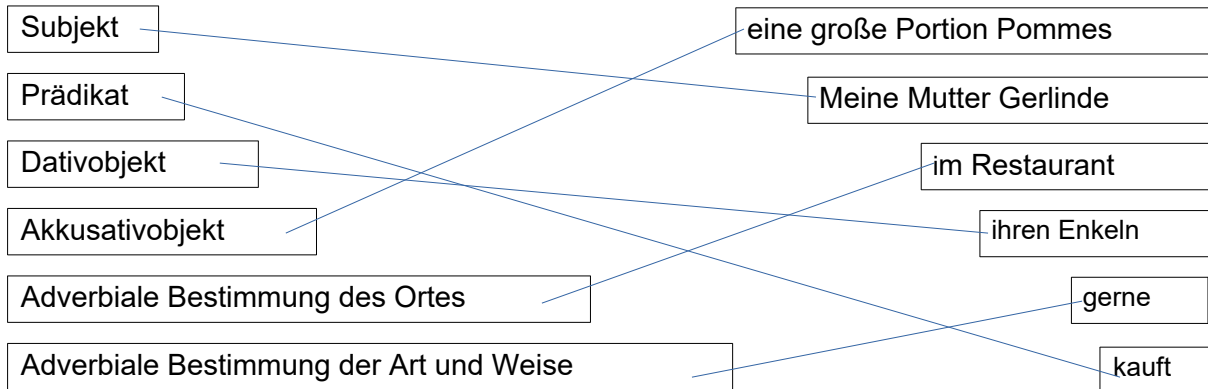 Subjekt
eine große Portion Pommes
Prädikat
Meine Mutter Gerlinde
Dativobjekt
im Restaurant
Akkusativobjekt
ihren Enkeln
Adverbiale Bestimmung des Ortes
gerne
Adverbiale Bestimmung der Art und Weise
kauft